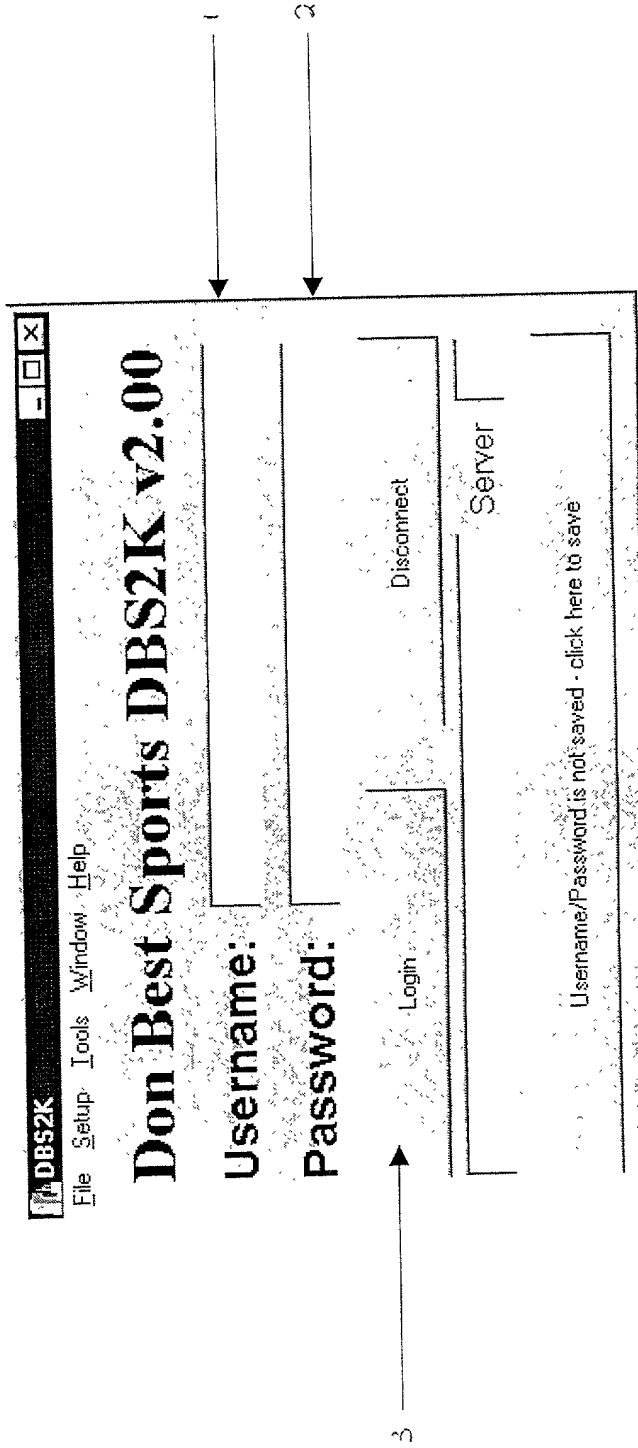 DBS2K
File Setup Tools Window Help
Don Best Sports DBS2K v2.00
Username:
1
Password:
2
3
Login
Disconnect
Server
Username/Password is not saved - click here to save